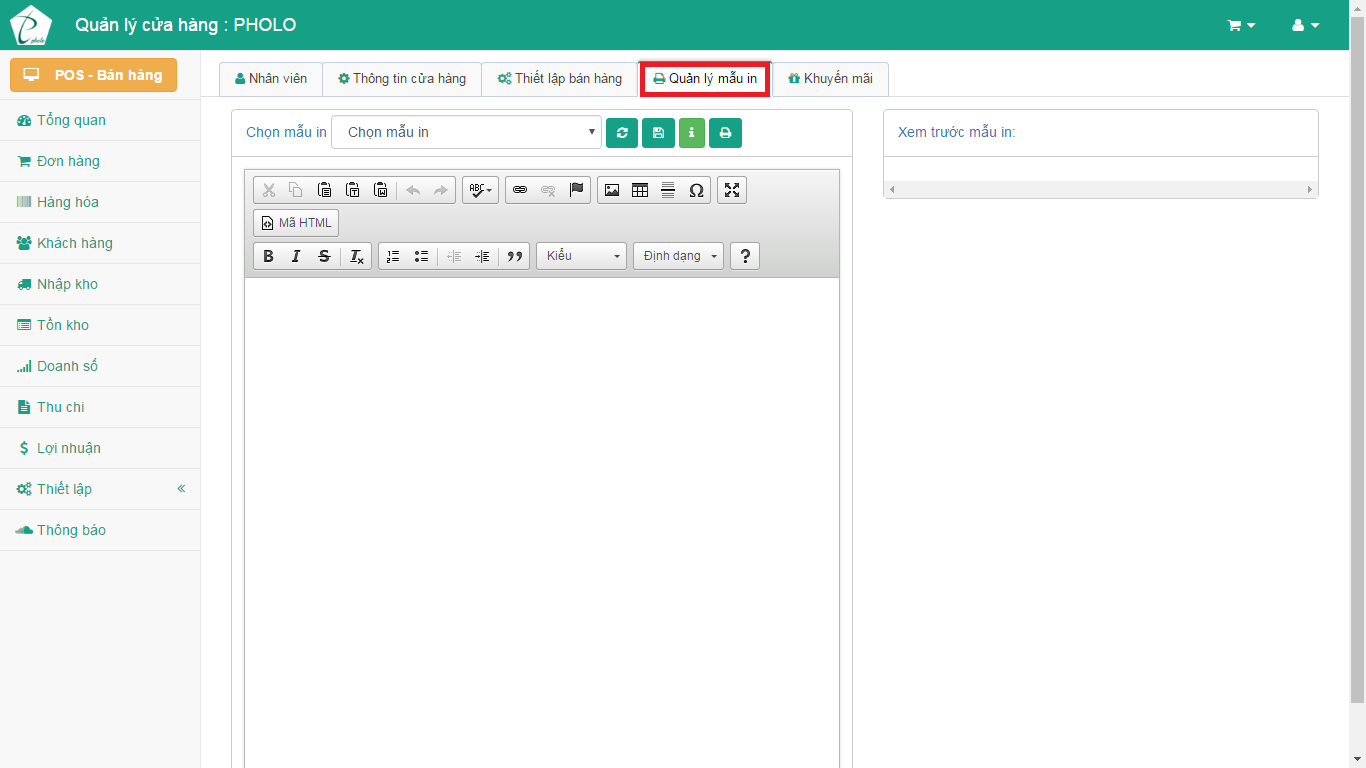 pholo
Quản lý cửa hàng : PHOLO
POS - Bán hàng
Tổng quan
Đơn hàng
Hàng hóa
Khách hàng
Nhập kho
Tồn kho
Doanh số
Thu chi
Lợi nhuận
Thiết lập
Thông báo
Nhân viên
Thông tin cửa hàng
Thiết lập bán hàng
Quản lý mẫu in
Khuyến mãi
Chọn mẫu in
Chọn mẫu in
Xem trước mẫu in:
ABC
Mã HTML
B I S
Kiểu
Định dạng
?